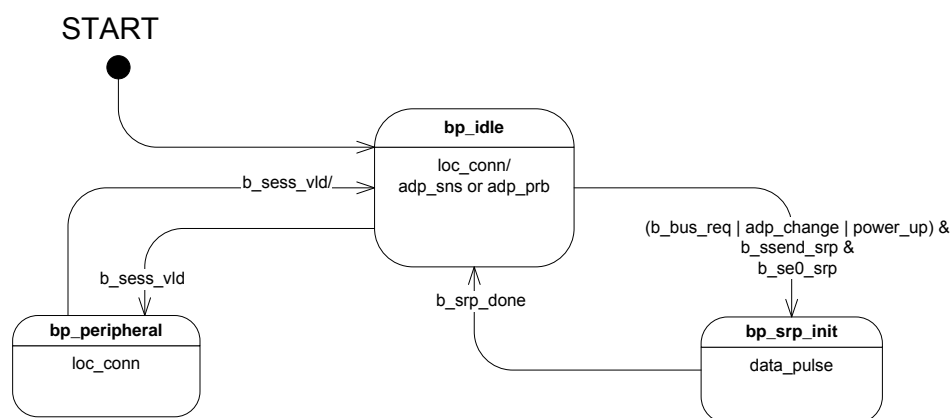 START
bp_idle
loc_conn/
adp_sns or adp_prb
b_sess_vld/
(b_bus_req | adp_change | power_up) &
b_ssend_srp &
b_se0_srp
b_sess_vld
b_srp_done
bp_peripheral
loc_conn
bp_srp_init
data_pulse